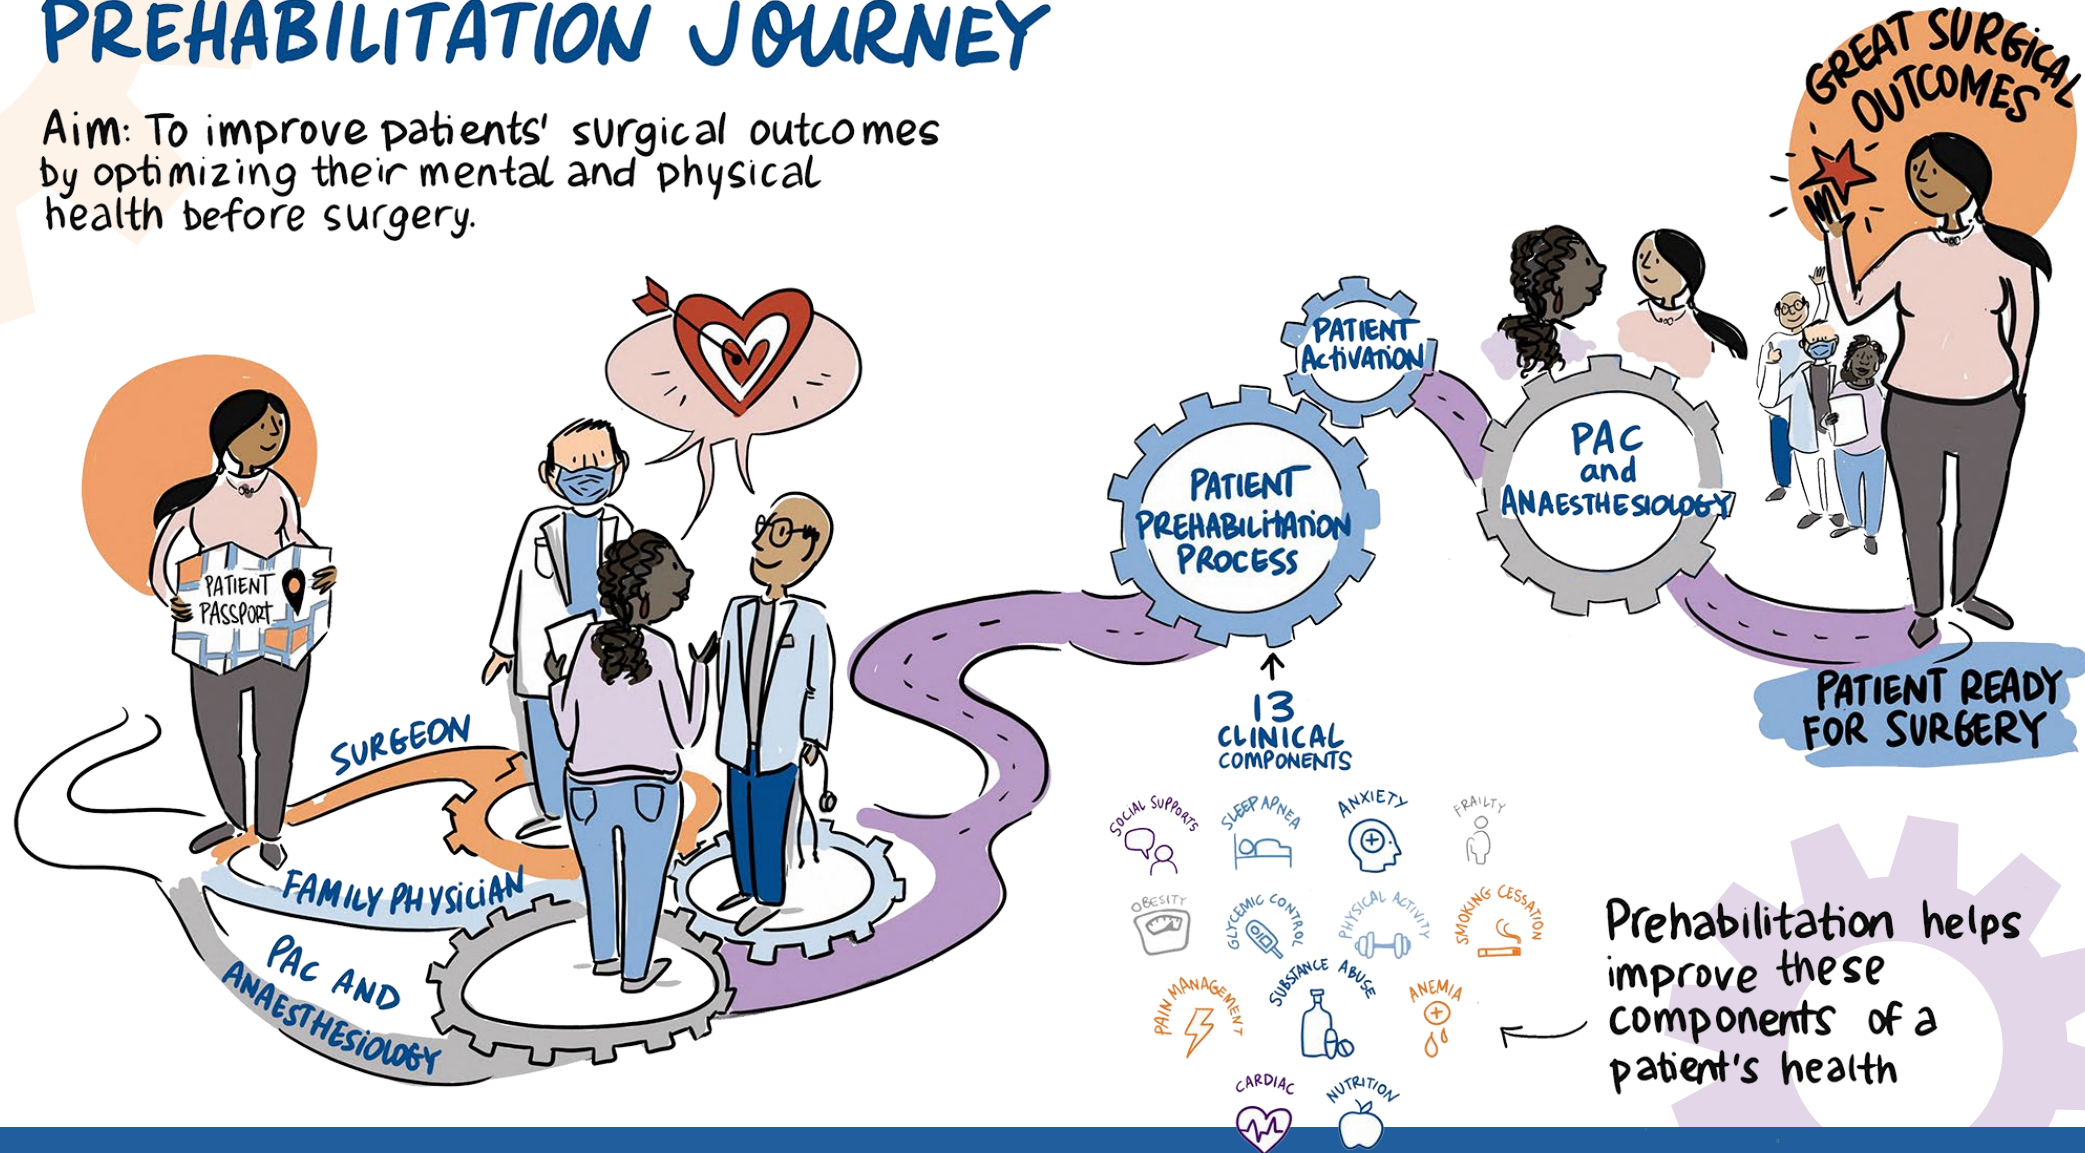 PREHABILITATION JOURNEY
Aim: To improve patients' surgical outcomes
by optimizing their mental and physical
health before surgery.
PATIENT
PASSPORT
SURGEON
FAMILY PHYSICIAN
PAC AND
ANAESTHESIOLOGY
PATIENT
PREHABILITATION
PROCESS
PATIENT
ACTIVATION
PAC
and
ANAESTHESIOLOGY
GREAT SURGICAL
OUTCOMES
PATIENT READY
FOR SURGERY
13
CLINICAL
COMPONENTS
SOCIAL SUPPORTS
SLEEP APNEA
ANXIETY
FRAILTY
OBESITY
GLYCEMIC CONTROL
PHYSICAL ACTIVITY
SMOKING CESSATION
PAIN MANAGEMENT
SUBSTANCE ABUSE
ANEMIA
CARDIAC
NUTRITION
Prehabilitation helps
improve these
components of a
patient's health